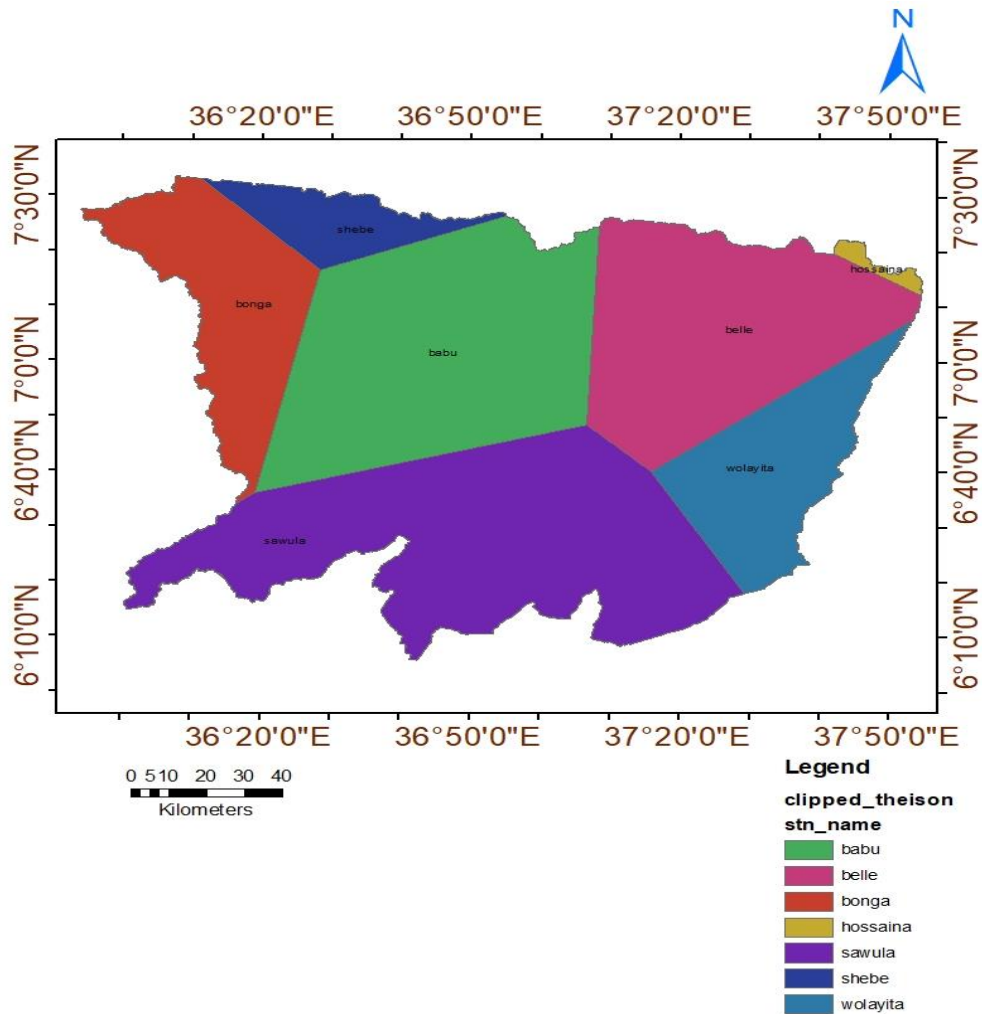 N
36°20'0"E 36°50'0"E 37°20'0"E 37°50'0"E
7°30'0"N
7°0'0"N
6°40'0"N
6°10'0"N
shebe
hossaina
bonga
belle
babu
wolayita
sawula
7°30'0"N
7°0'0"N
6°40'0"N
6°10'0"N
36°20'0"E 36°50'0"E 37°20'0"E 37°50'0"E
0 5 10 20 30 40
Kilometers
Legend
clipped_theison
stn_name
babu
belle
bonga
hossaina
sawula
shebe
wolayita